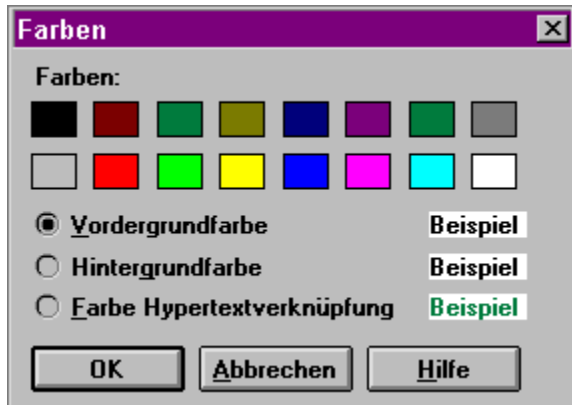 Farben
Farben:
Vordergrundfarbe Beispiel
Hintergrundfarbe Beispiel
Farbe Hypertextverknüpfung Beispiel
OK Abbrechen Hilfe